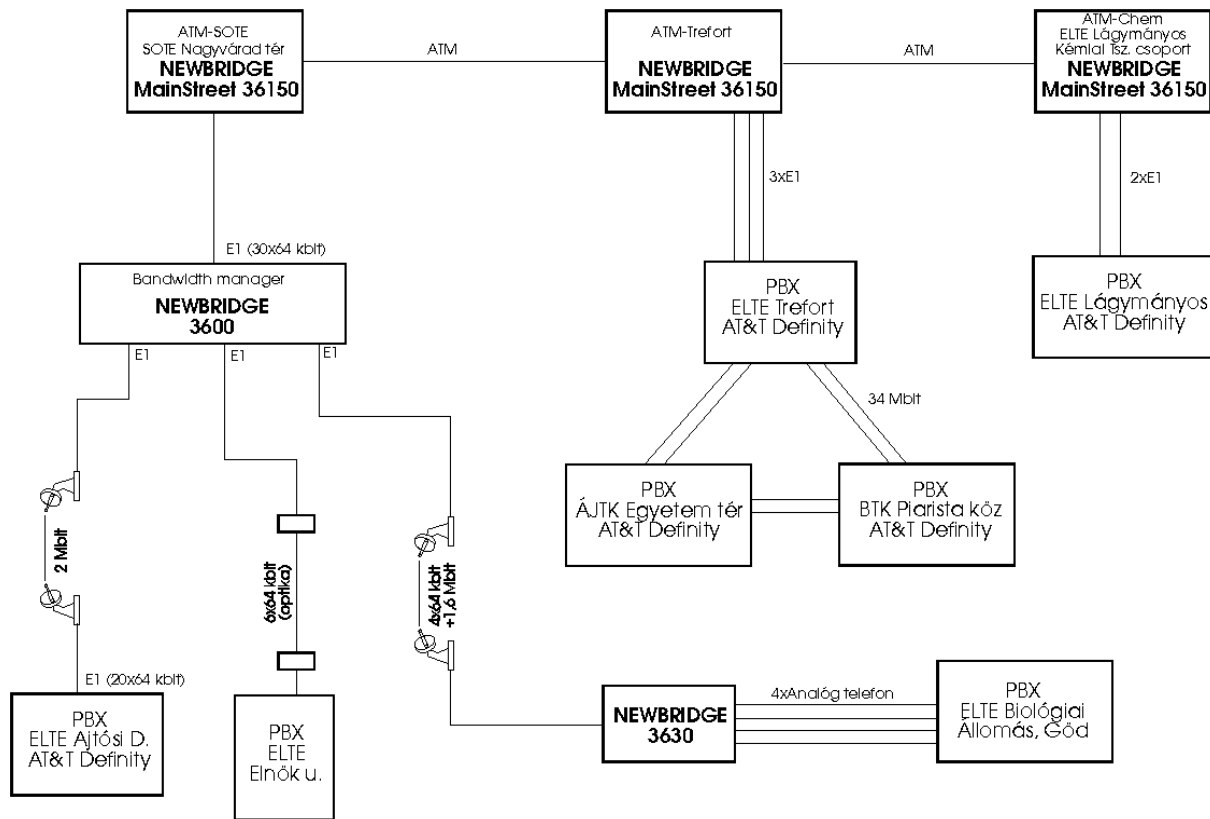 ATM-SOTE
SOTE Nagyvárad tér
NEWBRIDGE
MainStreet 36150
ATM
ATM-Trefort
NEWBRIDGE
MainStreet 36150
ATM
ATM-Chem
ELTE Lágymányos
Kémiai Tsz. csoport
NEWBRIDGE
MainStreet 36150
3xE1
2xE1
E1 (30x64 kbit)
Bandwidth manager
NEWBRIDGE
3600
PBX
ELTE Trefort
AT&T Definity
PBX
ELTE Lágymányos
AT&T Definity
E1
E1
E1
34 Mbit
PBX
ÁJTK Egyetem tér
AT&T Definity
PBX
BTK Piarista köz
AT&T Definity
2 Mbit
6x64 kbit
(optika)
4x64 kbit
+1,6 Mbit
E1 (20x64 kbit)
PBX
ELTE Ajtósi D.
AT&T Definity
PBX
ELTE
Elnök u.
NEWBRIDGE
3630
4xAnalóg telefon
PBX
ELTE Biológiai
Állomás, Göd